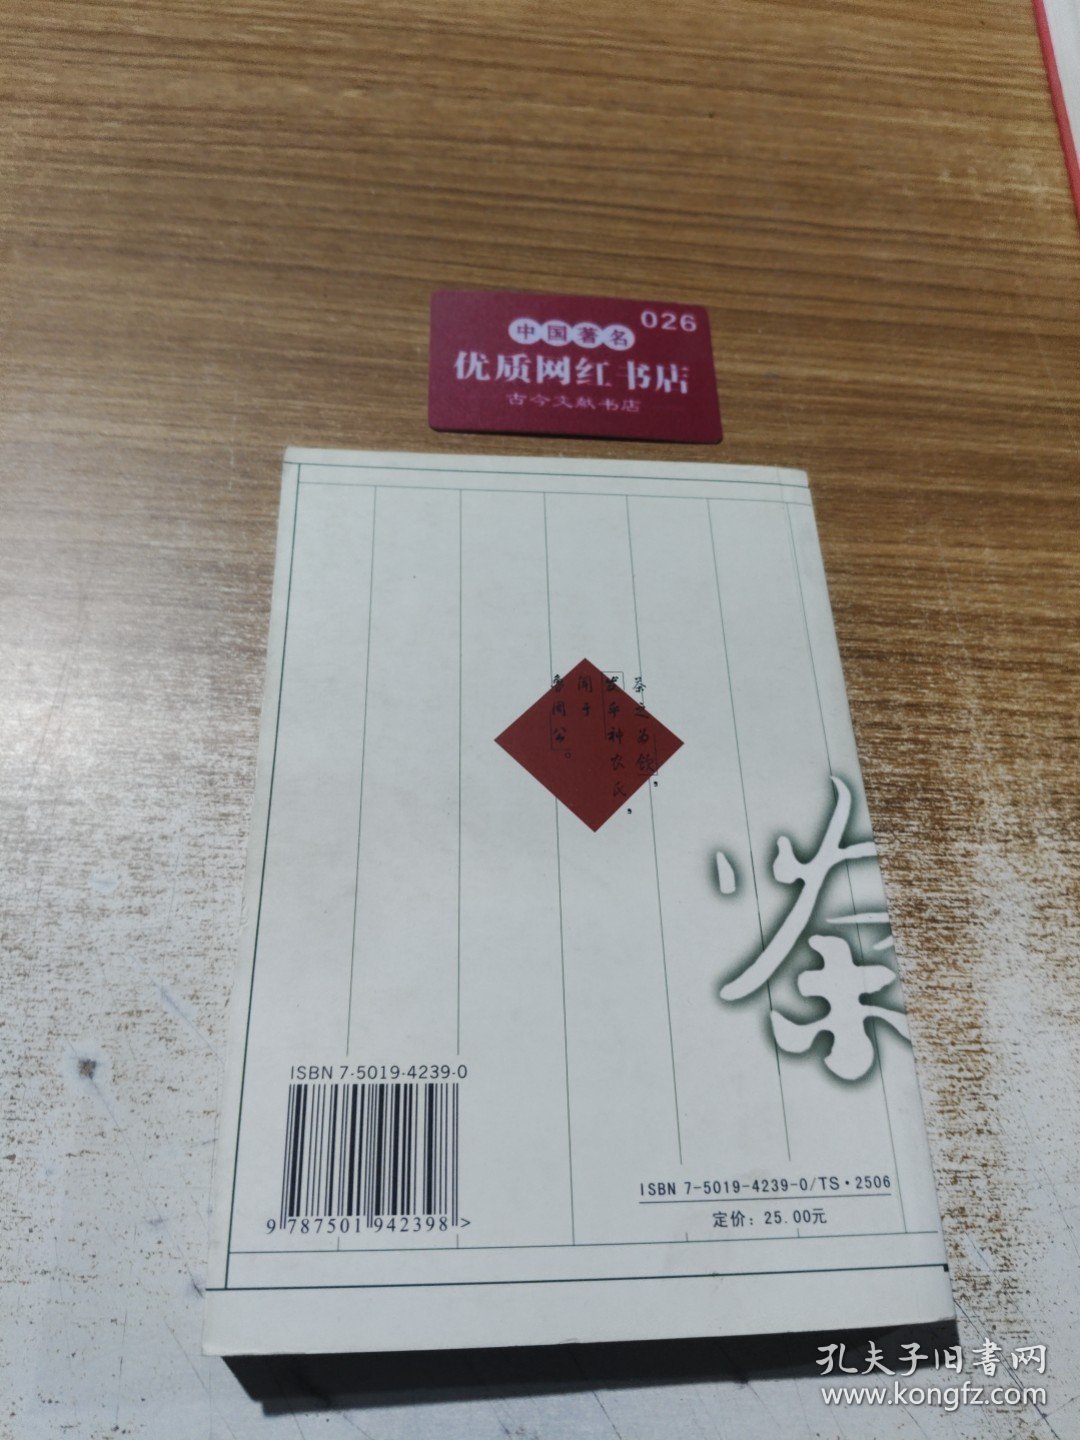 026
中国著名
优质网红书店
古今文献书店
茶之为饮，
发乎神农氏，
闻于
鲁周公。
茶
ISBN 7-5019-4239-0
9 787501 942398 >
ISBN 7-5019-4239-0/TS·2506
定价：25.00元
孔夫子旧书网
www.kongfz.com